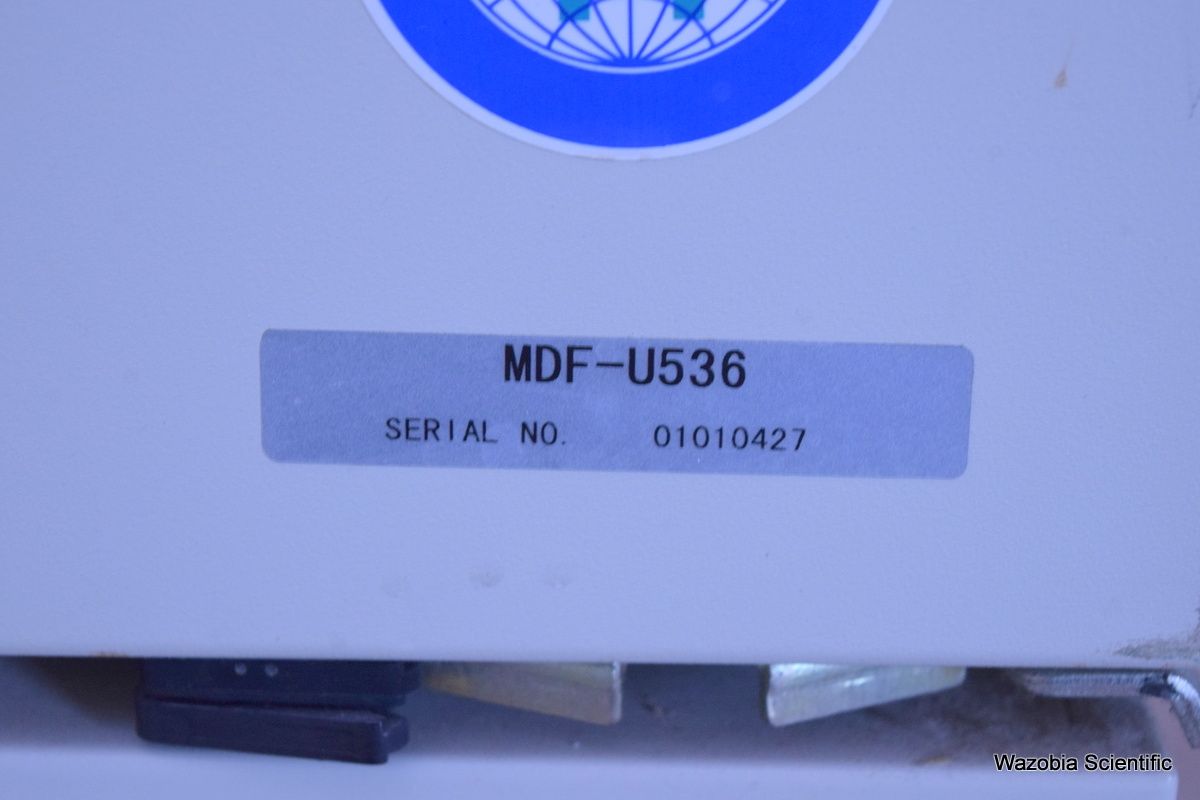 MDF-U536
SERIAL NO. 01010427
Wazobia Scientific